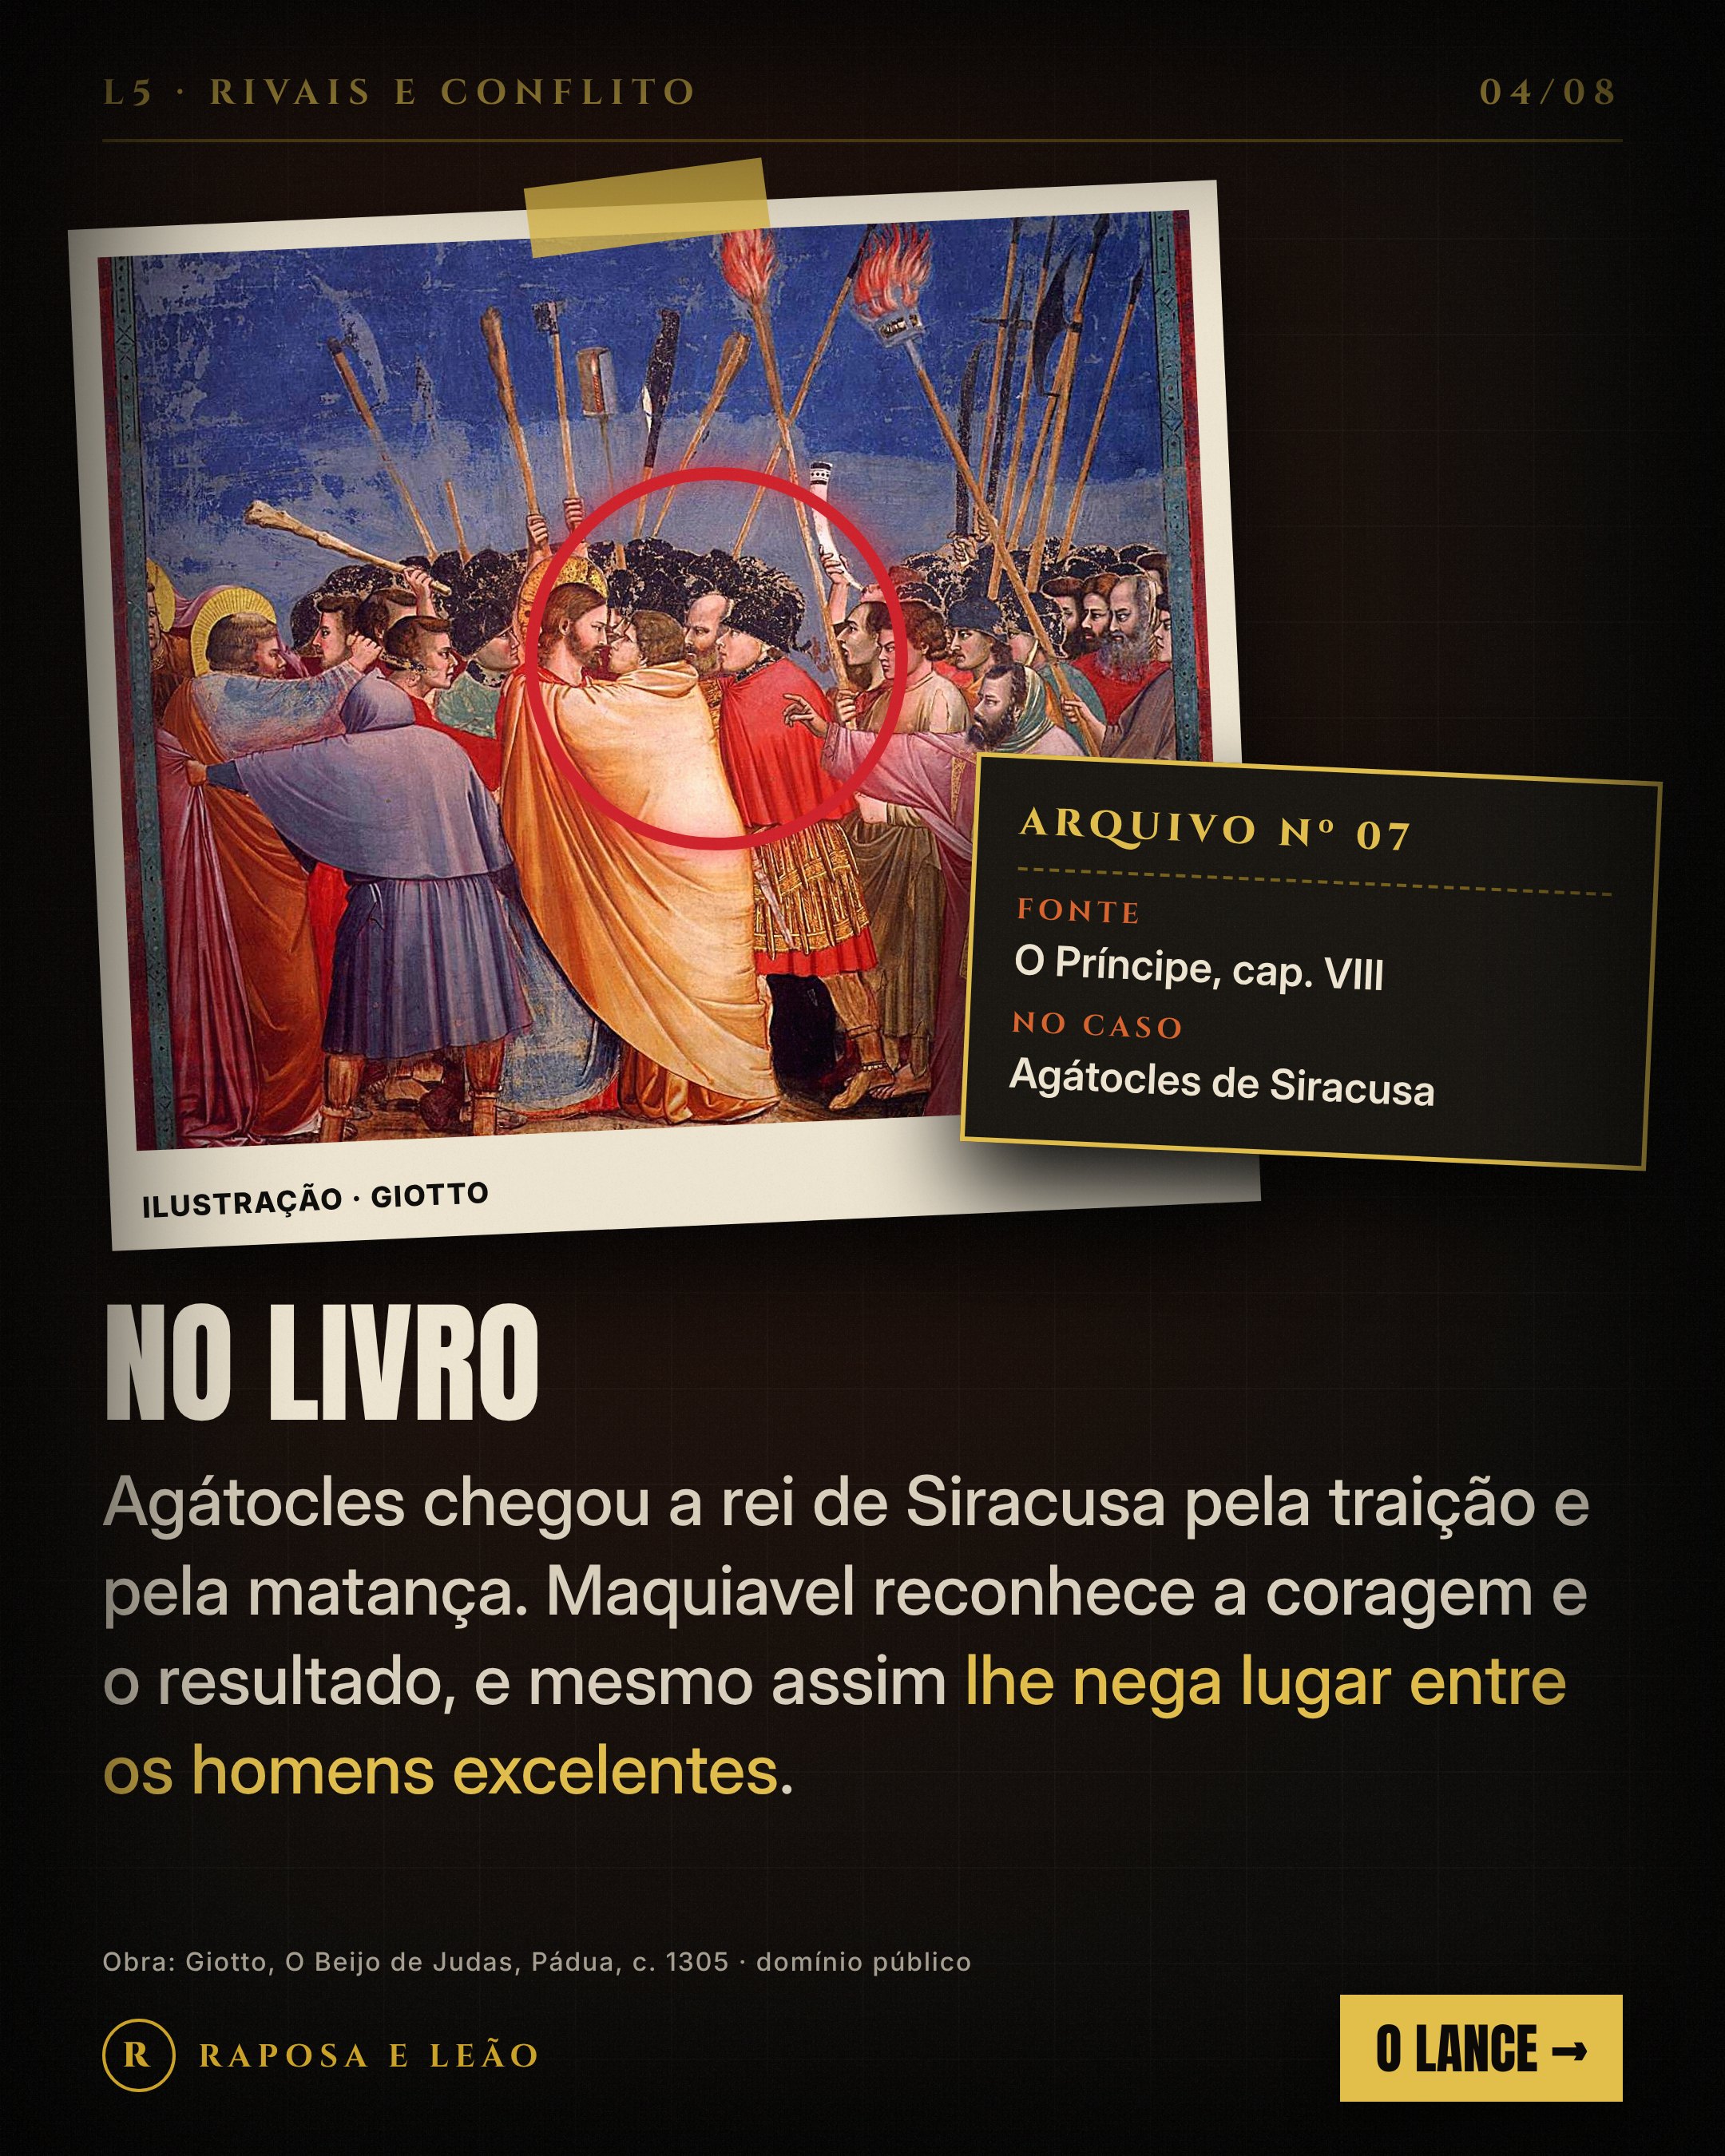 L5 · RIVAIS E CONFLITO
04/08
ARQUIVO Nº 07
FONTE
O Príncipe, cap. VIII
NO CASO
Agátocles de Siracusa
ILUSTRAÇÃO · GIOTTO
NO LIVRO
Agátocles chegou a rei de Siracusa pela traição e
pela matança. Maquiavel reconhece a coragem e
o resultado, e mesmo assim lhe nega lugar entre
os homens excelentes.
Obra: Giotto, O Beijo de Judas, Pádua, c. 1305 · domínio público
R RAPOSA E LEÃO
O LANCE →